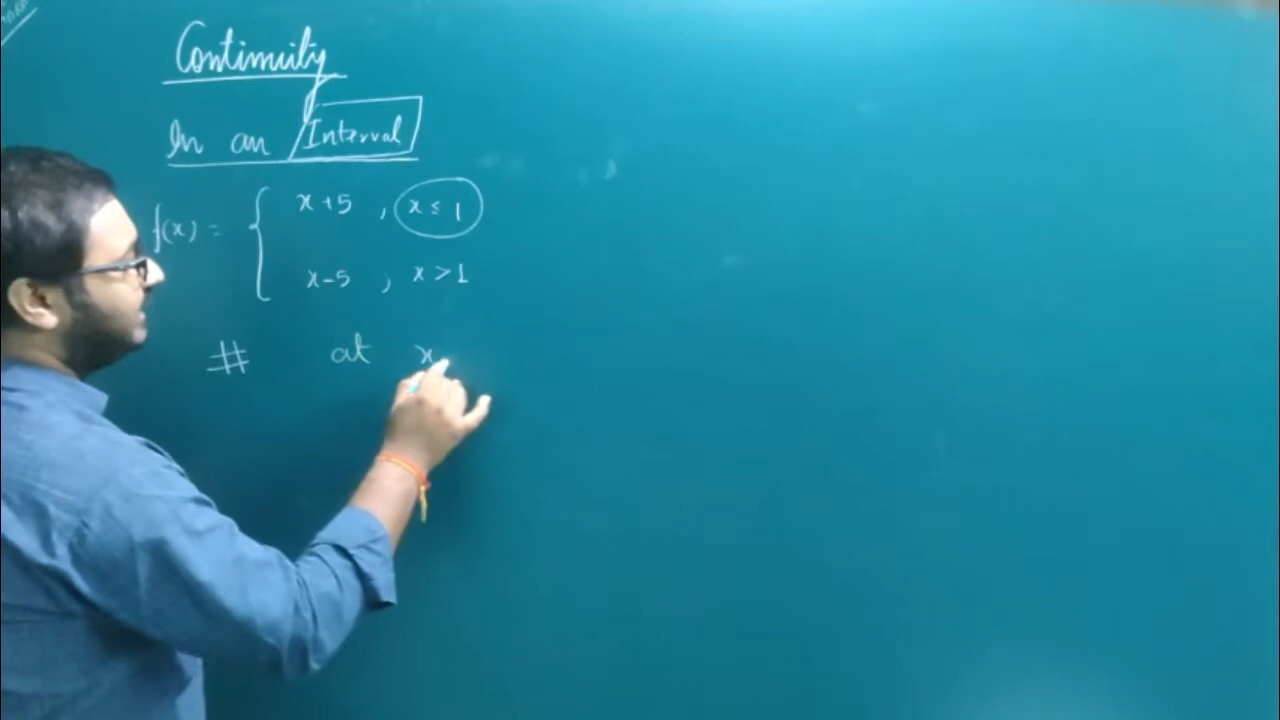 Continuity
In an Interval
f(x) = { x+5 , x ≤ 1
x-5 , x > 1
# at x